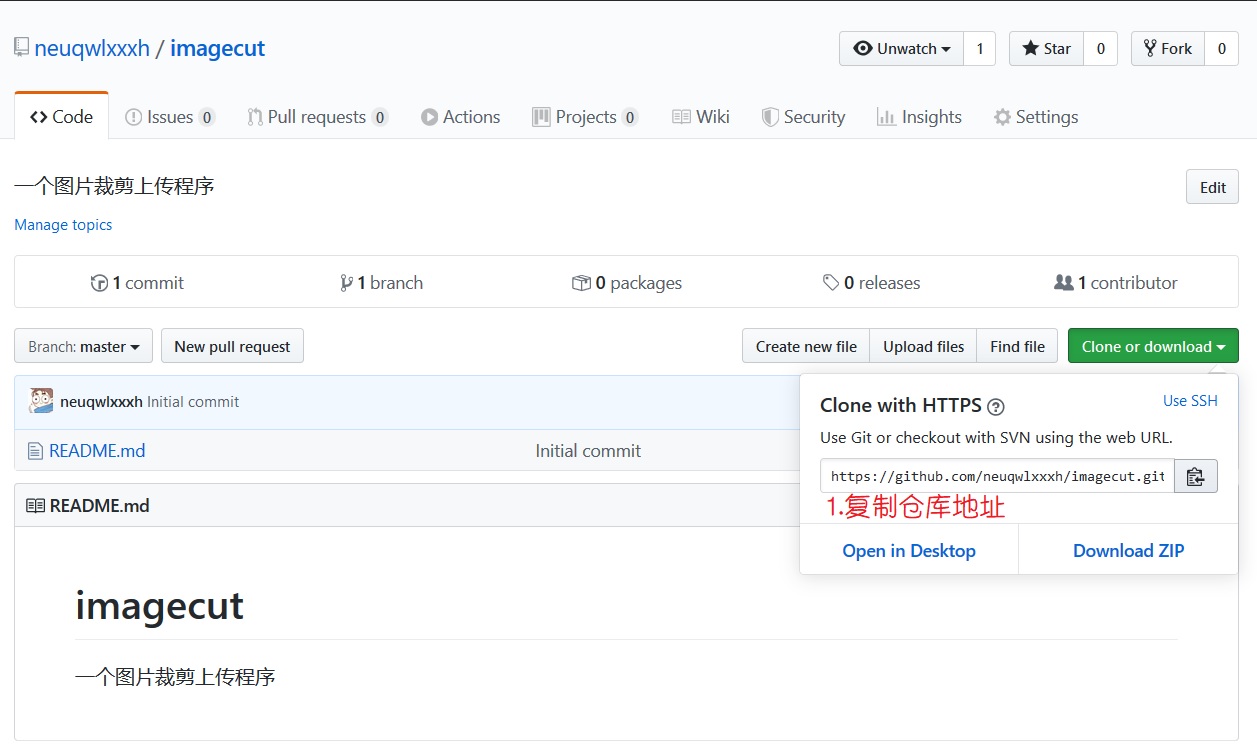 neuqwlxxxh / imagecut
Unwatch 1 Star 0 Fork 0
Code Issues 0 Pull requests 0 Actions Projects 0 Wiki Security Insights Settings
一个图片裁剪上传程序 Edit
Manage topics
1 commit 1 branch 0 packages 0 releases 1 contributor
Branch: master New pull request Create new file Upload files Find file Clone or download
neuqwlxxxh Initial commit
README.md Initial commit
Clone with HTTPS ? Use SSH
Use Git or checkout with SVN using the web URL.
https://github.com/neuqwlxxxh/imagecut.git
1.复制仓库地址
Open in Desktop Download ZIP
README.md
imagecut
一个图片裁剪上传程序